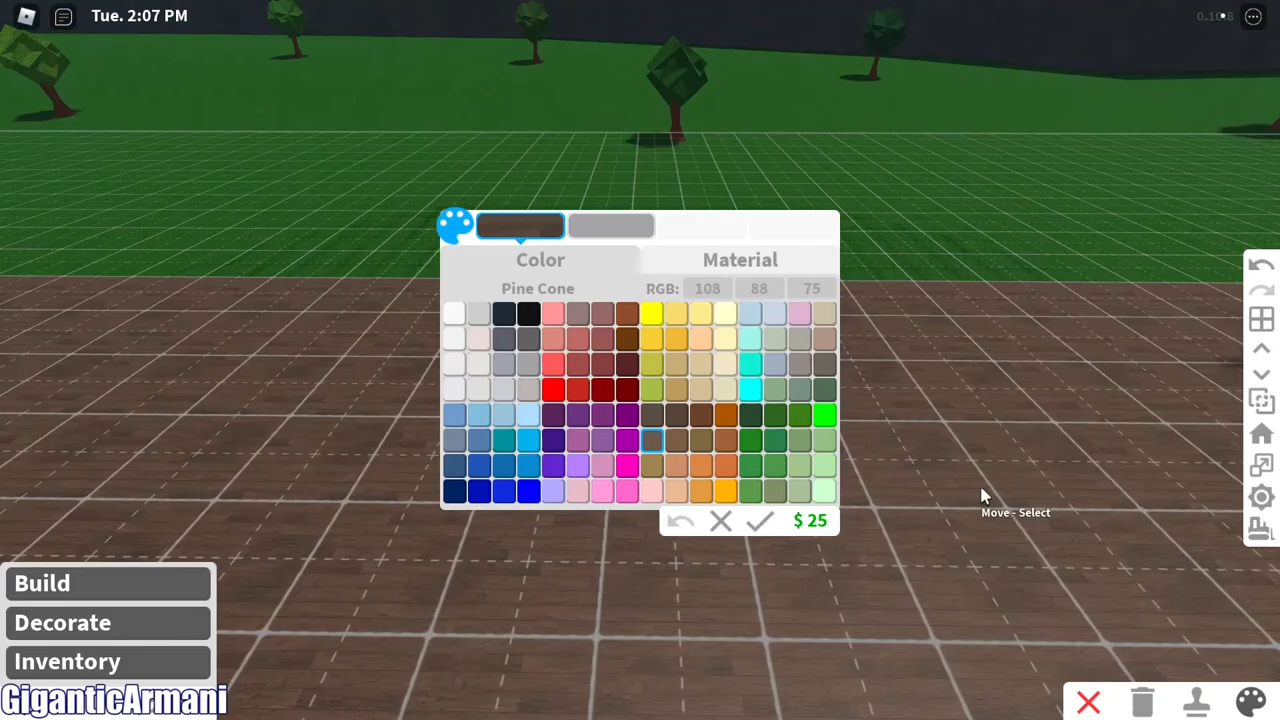 Tue. 2:07 PM
Color
Material
Pine Cone
RGB: 108 88 75
$ 25
Move - Select
Build
Decorate
Inventory
GiganticArmani